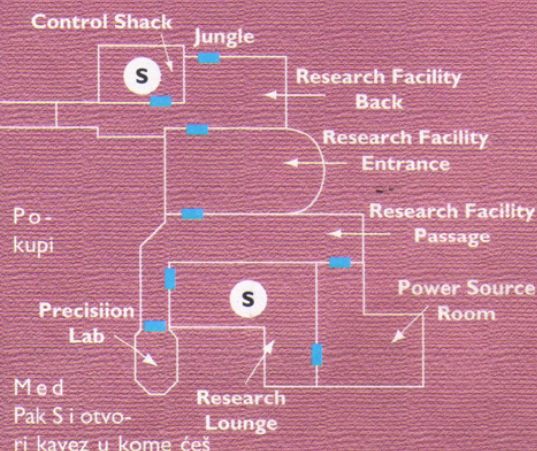 Control Shack
Jungle
S
Research Facility
Back
Research Facility
Entrance
Po-
kupi
Research Facility
Passage
S
Power Source
Room
Precisiion
Lab
Research
Lounge
Med
Pak S i otvo-
ri kavez u kome ćeš